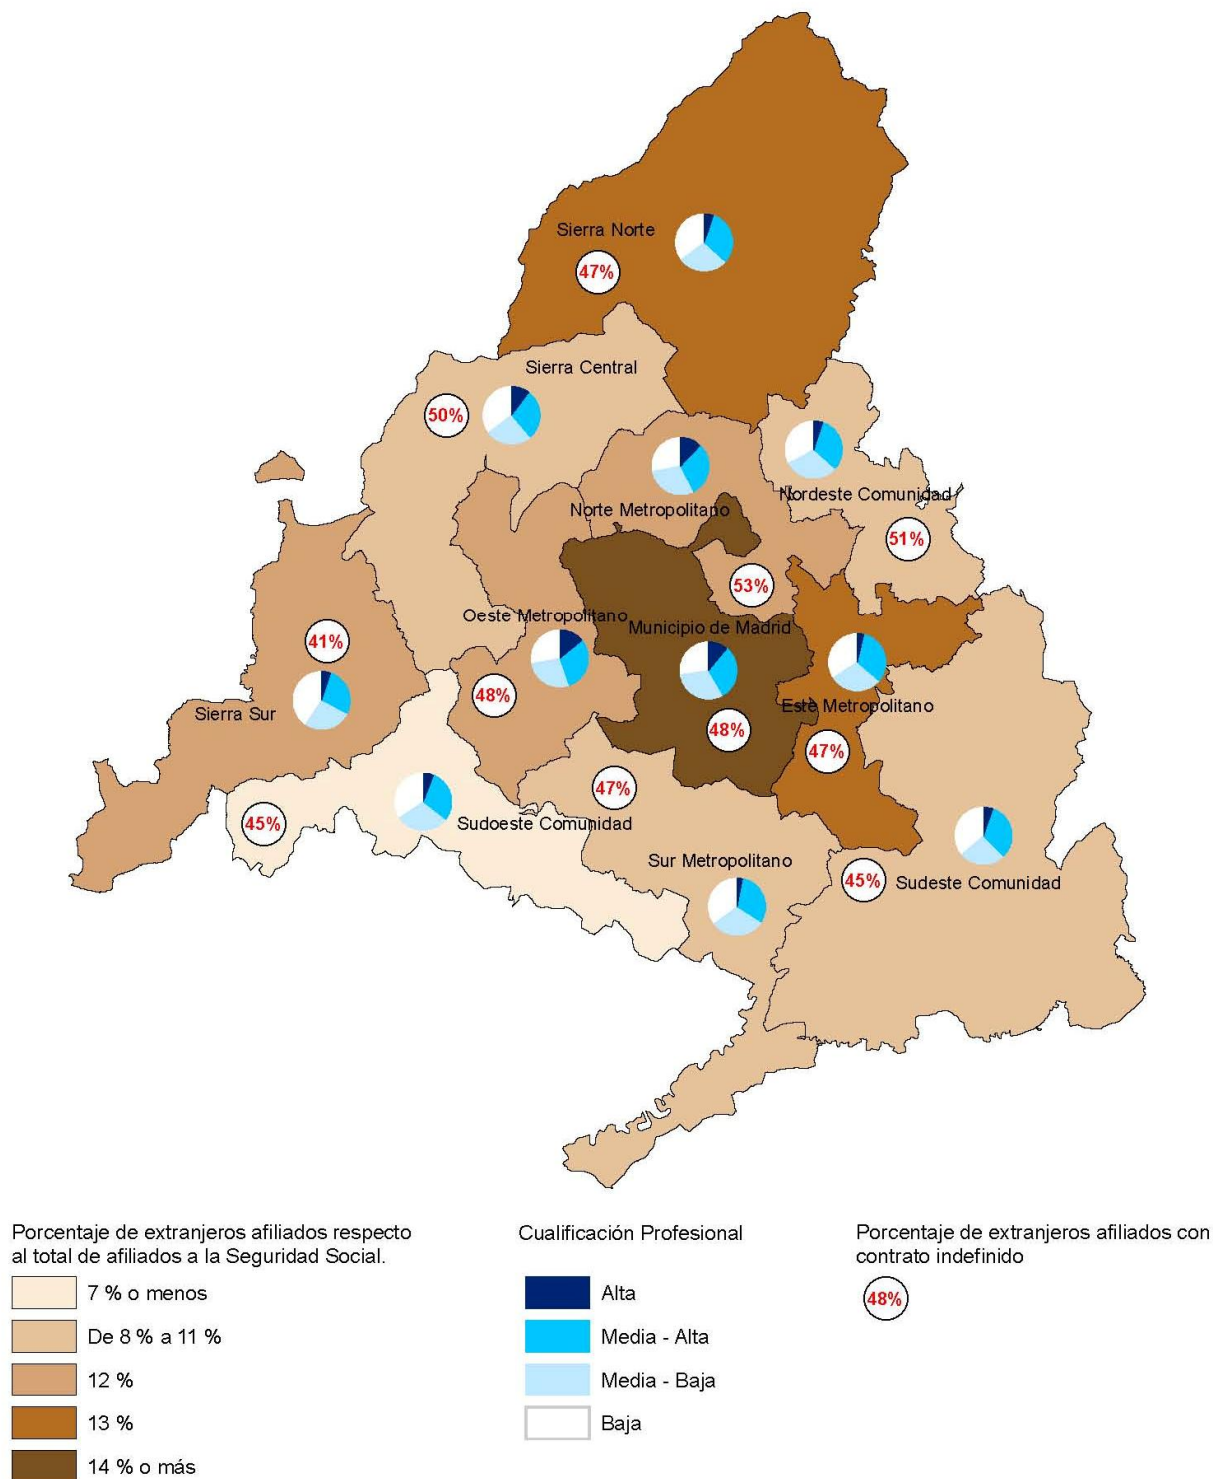 Sierra Norte
47%
Sierra Central
50%
Nordeste Comunidad
Norte Metropolitano
51%
53%
Oeste Metropolitano
Municipio de Madrid
41%
48%
Sierra Sur
Este Metropolitano
48%
47%
47%
45%
Sudoeste Comunidad
Sur Metropolitano
45%
Sudeste Comunidad
Porcentaje de extranjeros afiliados respecto
al total de afiliados a la Seguridad Social.
7 % o menos
De 8 % a 11 %
12 %
13 %
14 % o más
Cualificación Profesional
Alta
Media - Alta
Media - Baja
Baja
Porcentaje de extranjeros afiliados con
contrato indefinido
48%